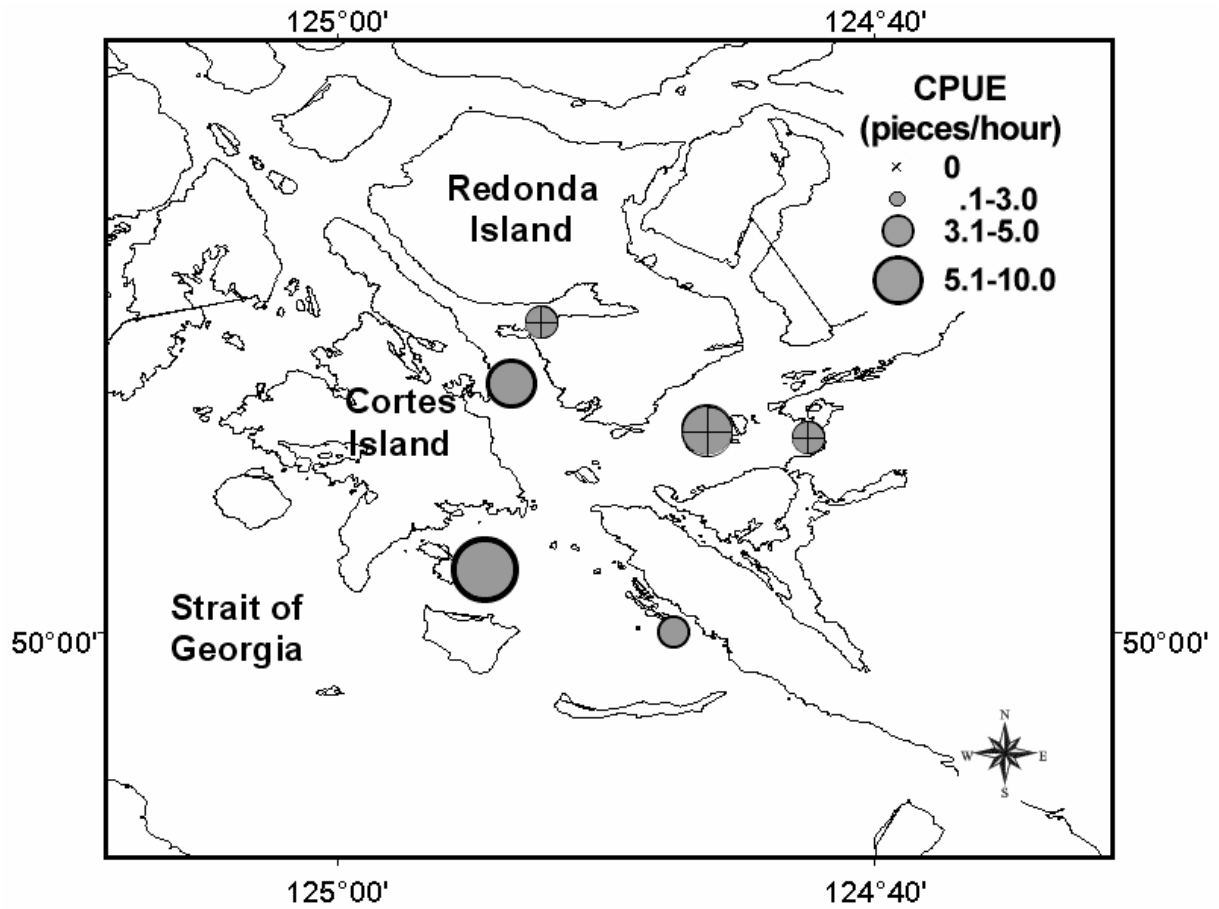 125°00' 124°40'
CPUE
(pieces/hour)
0
.1-3.0
3.1-5.0
5.1-10.0
Redonda
Island
Cortes
Island
Strait of
Georgia
50°00' 50°00'
N
W E
S
125°00' 124°40'